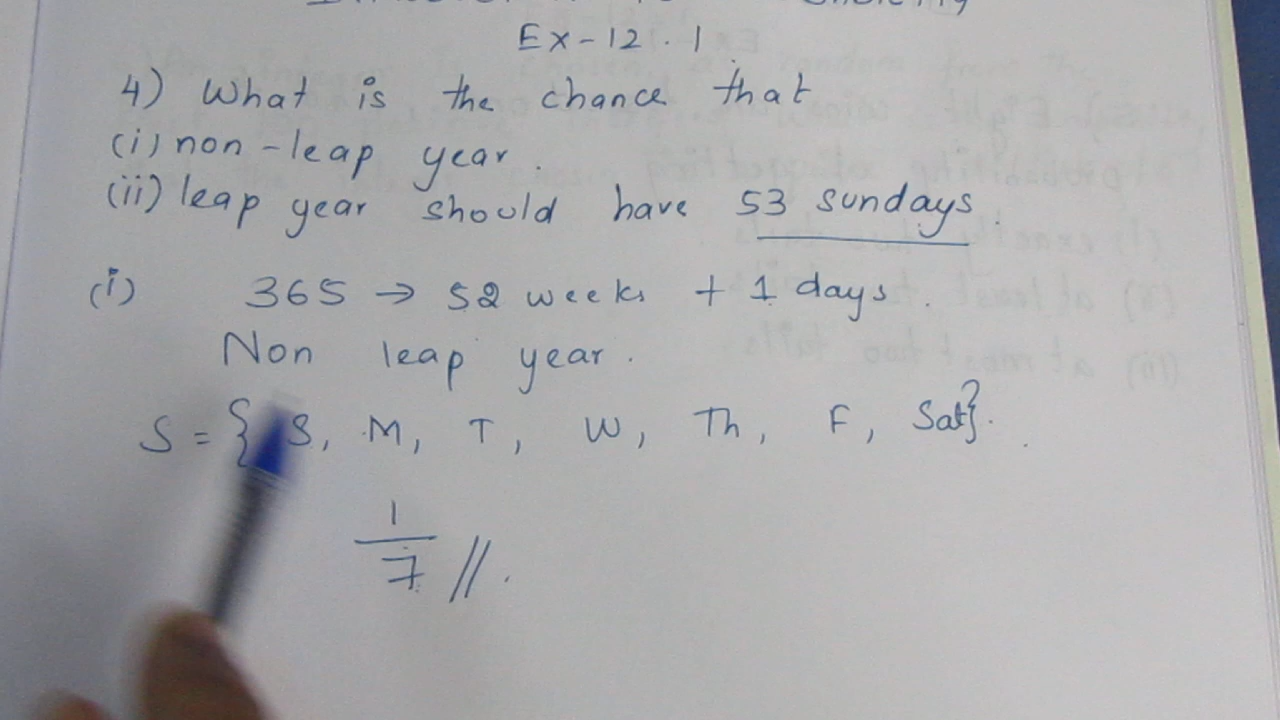 Ex-12.1
4) What is the chance that
(i) non-leap year.
(ii) leap year should have 53 sundays.
(i) 365 → 52 weeks + 1 days.
Non leap year.
S = { S, M, T, W, Th, F, Sat}.
1
7 //.